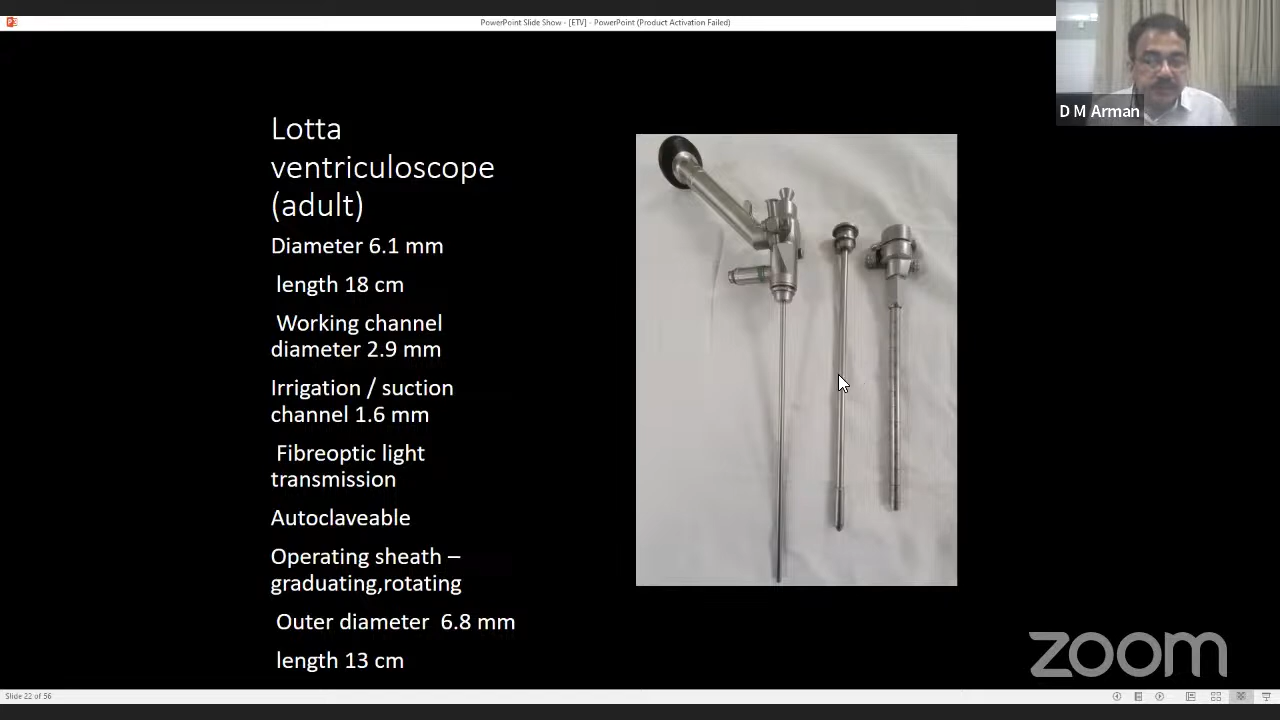 PowerPoint Slide Show - [ETV] - PowerPoint (Product Activation Failed)
D M Arman
Lotta
ventriculoscope
(adult)
Diameter 6.1 mm
length 18 cm
Working channel
diameter 2.9 mm
Irrigation / suction
channel 1.6 mm
Fibreoptic light
transmission
Autoclaveable
Operating sheath –
graduating,rotating
Outer diameter  6.8 mm
length 13 cm
zoom
Slide 22 of 56